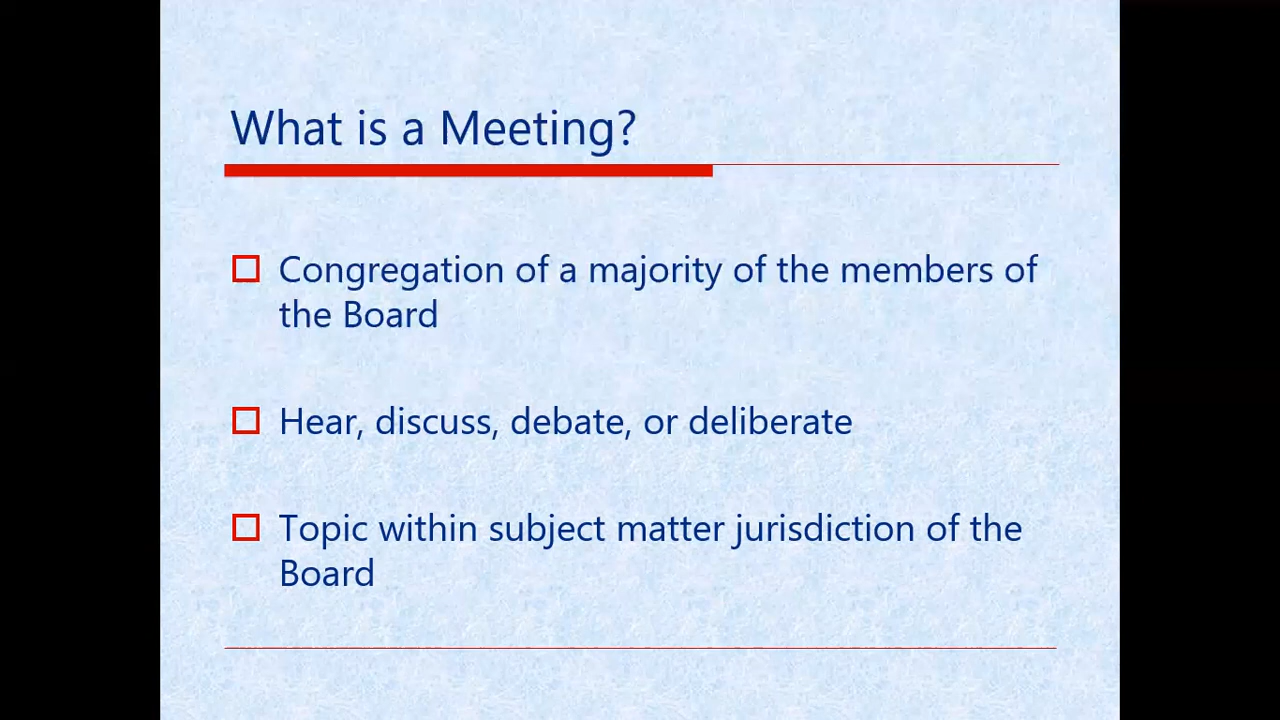 What is a Meeting?
Congregation of a majority of the members of
the Board
Hear, discuss, debate, or deliberate
Topic within subject matter jurisdiction of the
Board